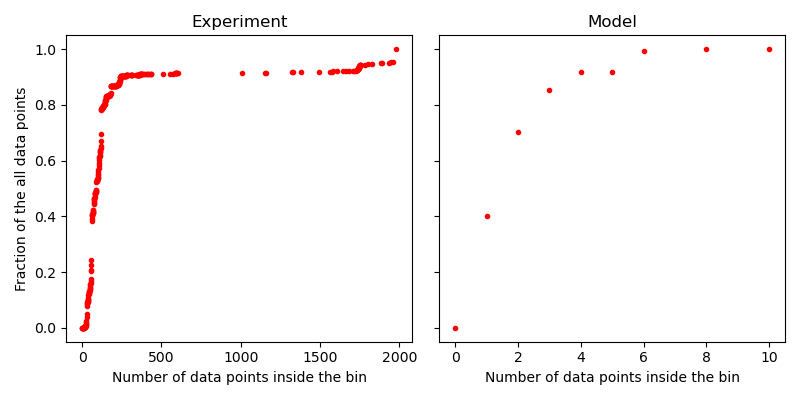 Experiment
Model
Fraction of the all data points
1.0
0.8
0.6
0.4
0.2
0.0
0 500 1000 1500 2000
0 2 4 6 8 10
Number of data points inside the bin
Number of data points inside the bin